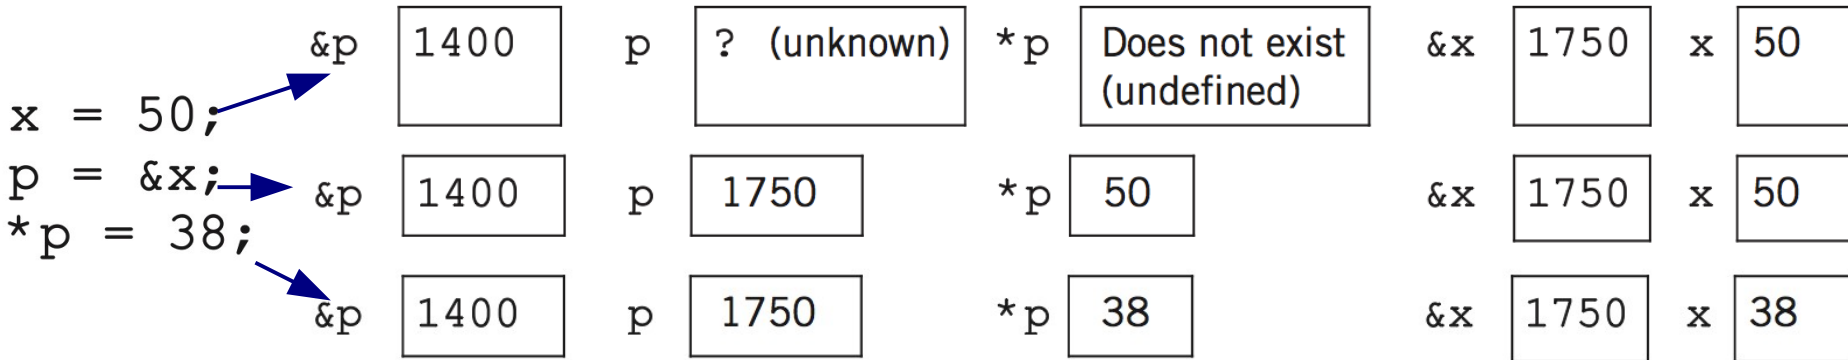 &p 1400 p ? (unknown) *p Does not exist &x 1750 x 50
(undefined)
x = 50;
p = &x; &p 1400 p 1750 *p 50 &x 1750 x 50
*p = 38;
&p 1400 p 1750 *p 38 &x 1750 x 38